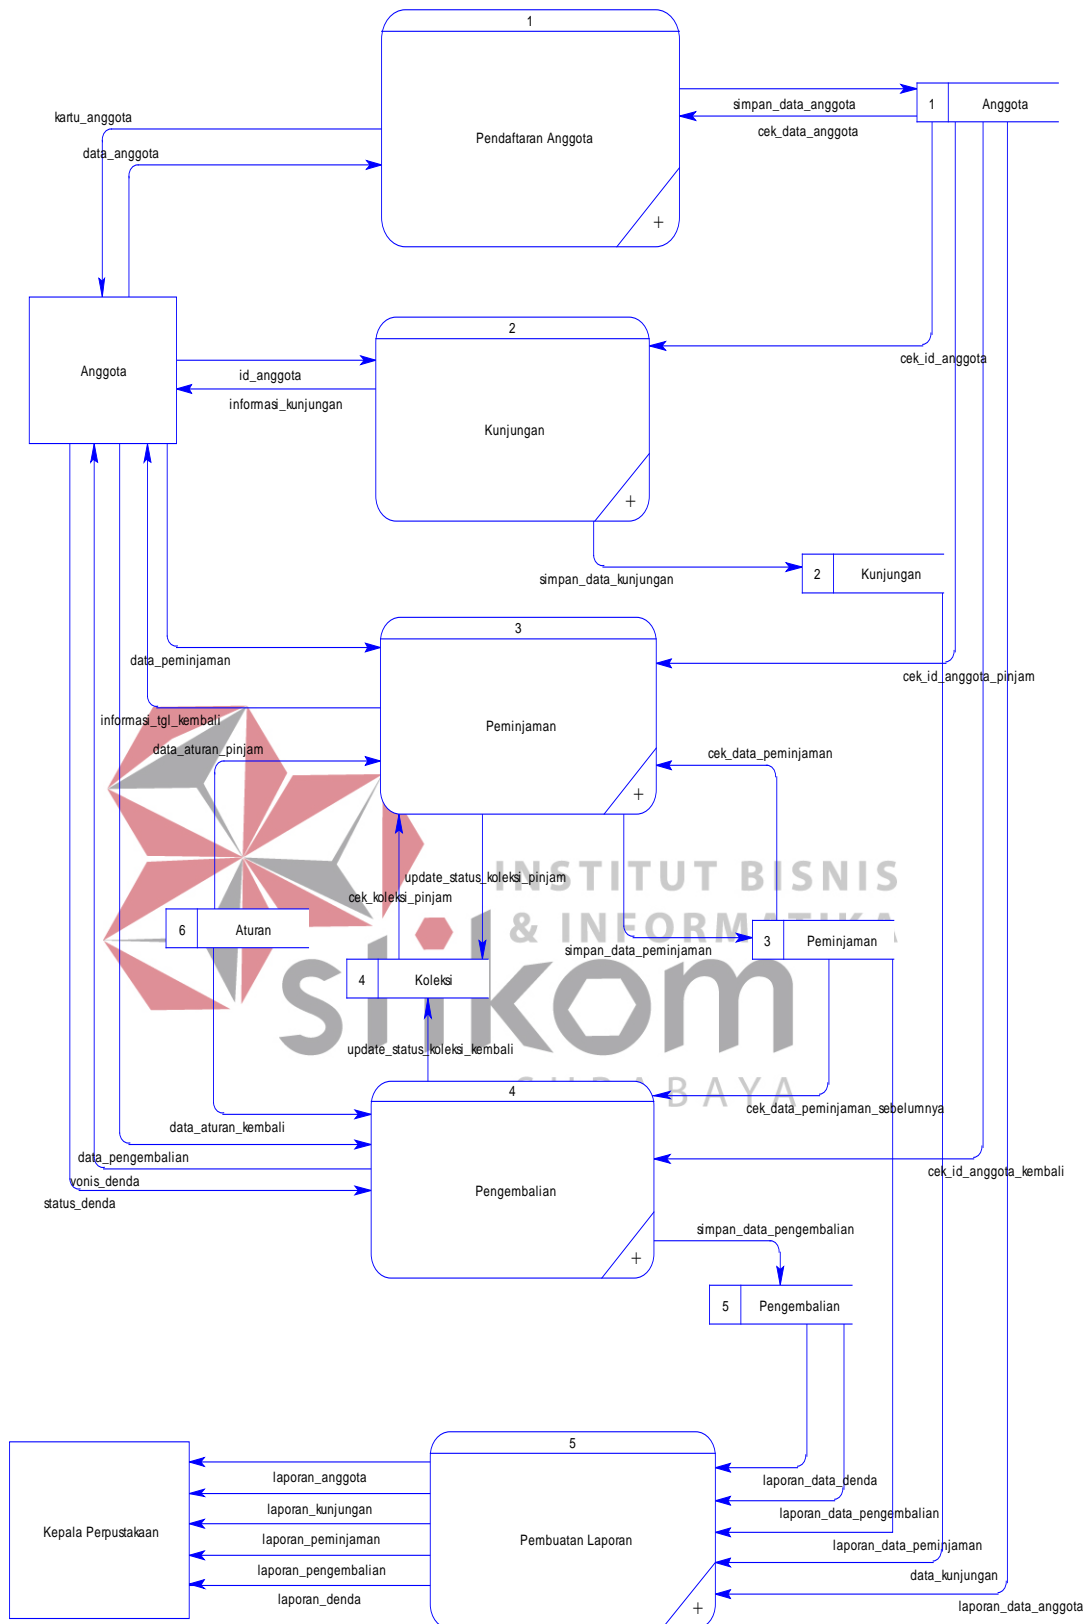 1
Pendaftaran Anggota
+
kartu_anggota
data_anggota
simpan_data_anggota
cek_data_anggota
1 Anggota
Anggota
2
Kunjungan
+
id_anggota
informasi_kunjungan
cek_id_anggota
simpan_data_kunjungan
2 Kunjungan
3
Peminjaman
+
data_peminjaman
cek_id_anggota_pinjam
informasi_tgl_kembali
data_aturan_pinjam
cek_data_peminjaman
update_status_koleksi_pinjam
cek_koleksi_pinjam
INSTITUT BISNIS
& INFORMATIKA
stikom
SURABAYA
6 Aturan
simpan_data_peminjaman
3 Peminjaman
4 Koleksi
update_status_koleksi_kembali
4
Pengembalian
+
cek_data_peminjaman_sebelumnya
data_aturan_kembali
data_pengembalian
cek_id_anggota_kembali
vonis_denda
status_denda
simpan_data_pengembalian
5 Pengembalian
5
Pembuatan Laporan
+
Kepala Perpustakaan
laporan_anggota
laporan_kunjungan
laporan_peminjaman
laporan_pengembalian
laporan_denda
laporan_data_denda
laporan_data_pengembalian
laporan_data_peminjaman
data_kunjungan
laporan_data_anggota